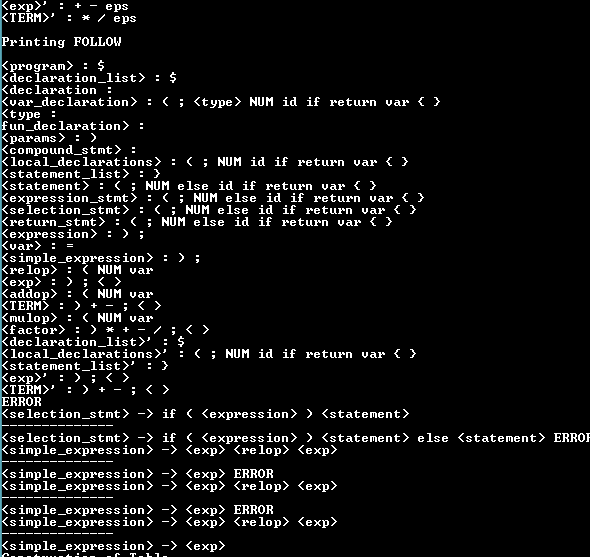 <exp>' : + - eps
<TERM>' : * / eps
Printing FOLLOW
<program> : $
<declaration_list> : $
<declaration :
<var_declaration> : ( ; <type> NUM id if return var { }
<type :
fun_declaration> :
<params> : )
<compound_stmt> :
<local_declarations> : ( ; NUM id if return var { }
<statement_list> : }
<statement> : ( ; NUM else id if return var { }
<expression_stmt> : ( ; NUM else id if return var { }
<selection_stmt> : ( ; NUM else id if return var { }
<return_stmt> : ( ; NUM else id if return var { }
<expression> : ) ;
<var> : =
<simple_expression> : ) ;
<relop> : ( NUM var
<exp> : ) ; < >
<addop> : ( NUM var
<TERM> : ) + - ; < >
<mulop> : ( NUM var
<factor> : ) * + - / ; < >
<declaration_list>' : $
<local_declarations>' : ( ; NUM id if return var { }
<statement_list>' : }
<exp>' : ) ; < >
<TERM>' : ) + - ; < >
ERROR
<selection_stmt> -> if ( <expression> ) <statement>
--------------
<selection_stmt> -> if ( <expression> ) <statement> else <statement> ERROR
<simple_expression> -> <exp> <relop> <exp>
--------------
<simple_expression> -> <exp> ERROR
<simple_expression> -> <exp> <relop> <exp>
--------------
<simple_expression> -> <exp> ERROR
<simple_expression> -> <exp> <relop> <exp>
--------------
<simple_expression> -> <exp>
Construction of Table